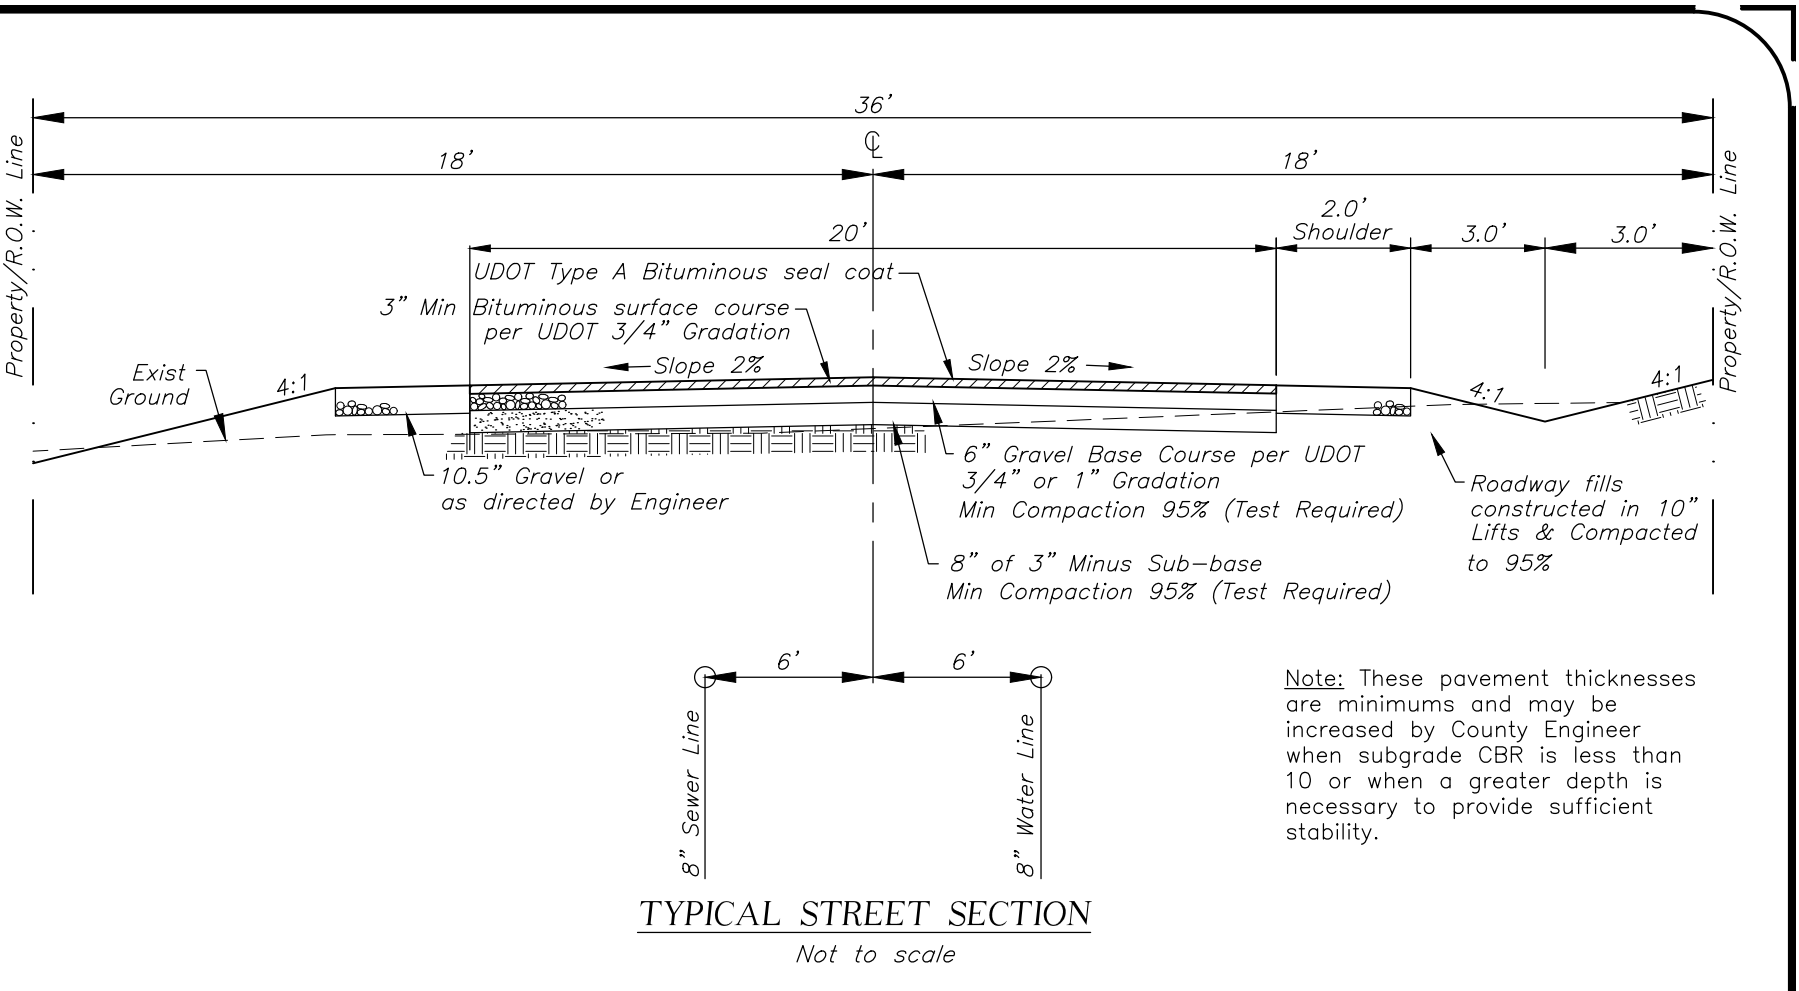 36'
℄
18'
18'
Property/R.O.W. Line
Property/R.O.W. Line
2.0'
Shoulder
20'
3.0'
3.0'
UDOT Type A Bituminous seal coat
3" Min Bituminous surface course
per UDOT 3/4" Gradation
Slope 2%
Slope 2%
Exist
Ground
4:1
4:1
4:1
10.5" Gravel or
as directed by Engineer
6" Gravel Base Course per UDOT
3/4" or 1" Gradation
Min Compaction 95% (Test Required)
Roadway fills
constructed in 10"
Lifts & Compacted
to 95%
8" of 3" Minus Sub-base
Min Compaction 95% (Test Required)
6'
6'
8" Sewer Line
8" Water Line
Note: These pavement thicknesses
are minimums and may be
increased by County Engineer
when subgrade CBR is less than
10 or when a greater depth is
necessary to provide sufficient
stability.
TYPICAL STREET SECTION
Not to scale